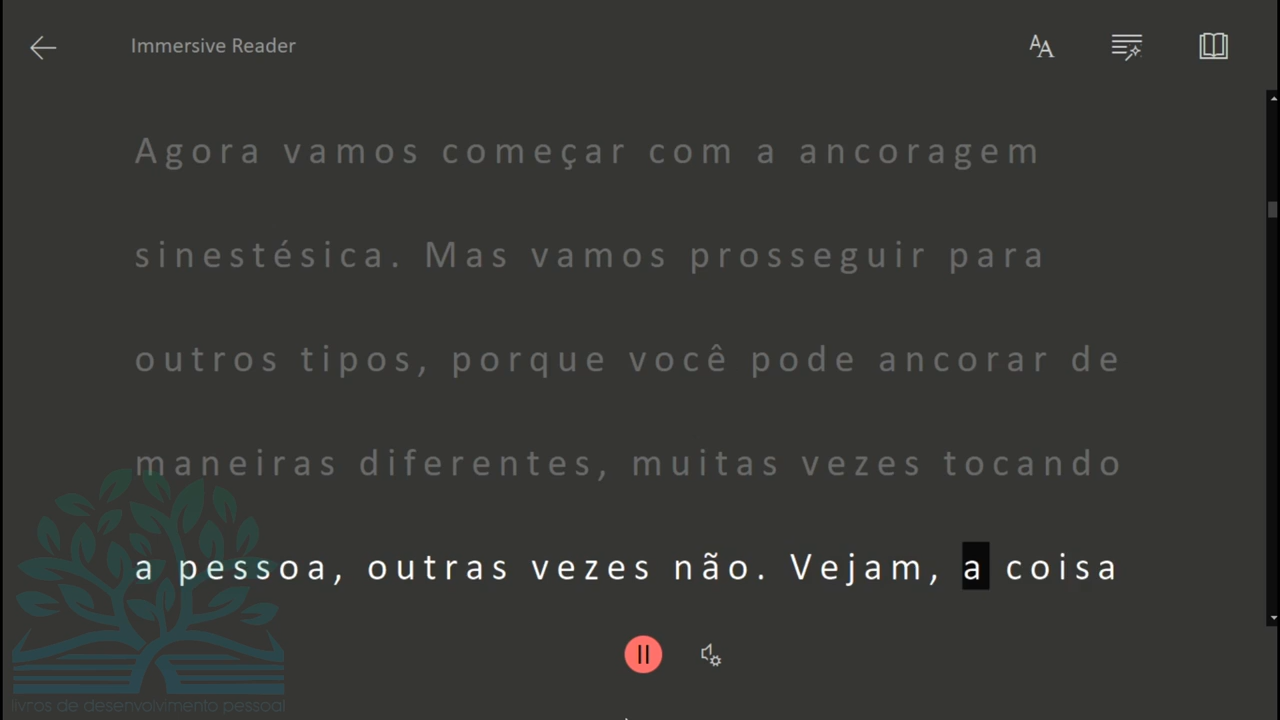 Immersive Reader
Agora vamos começar com a ancoragem
sinestésica. Mas vamos prosseguir para
outros tipos, porque você pode ancorar de
maneiras diferentes, muitas vezes tocando
a pessoa, outras vezes não. Vejam, a coisa
livros de desenvolvimento pessoal